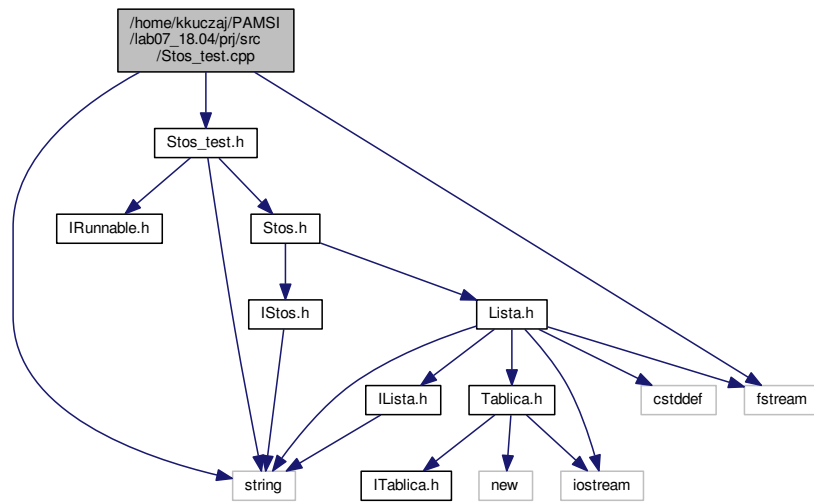 /home/kkuczaj/PAMSI
/lab07_18.04/prj/src
/Stos_test.cpp
Stos_test.h
IRunnable.h
Stos.h
IStos.h
Lista.h
ILista.h
Tablica.h
cstddef
fstream
string
ITablica.h
new
iostream